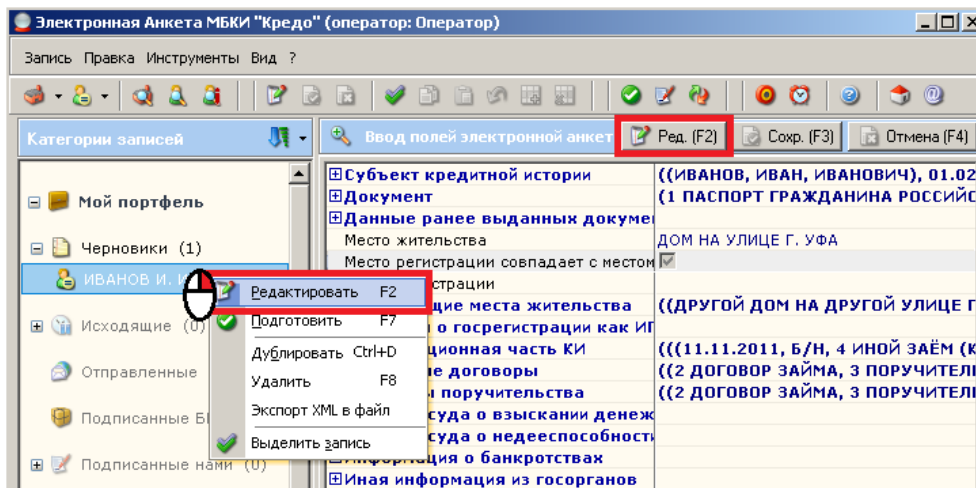 Электронная Анкета МБКИ "Кредо" (оператор: Оператор)
Запись Правка Инструменты Вид ?
Категории записей
Ввод полей электронной анкет Ред. (F2) Сохр. (F3) Отмена (F4)
Мой портфель
Черновики (1)
ИВАНОВ И. И
Исходящие (0)
Отправленные
Подписанные Б
Подписанные нами (0)
Редактировать F2
Подготовить F7
Дублировать Ctrl+D
Удалить F8
Экспорт XML в файл
Выделить запись
Субъект кредитной истории ((ИВАНОВ, ИВАН, ИВАНОВИЧ), 01.02
Документ (1 ПАСПОРТ ГРАЖДАНИНА РОССИЙС
Данные ранее выданных докумен
Место жительства ДОМ НА УЛИЦЕ Г. УФА
Место регистрации совпадает с местом
страции
щие места жительства ((ДРУГОЙ ДОМ НА ДРУГОЙ УЛИЦЕ Г
о госрегистрации как ИП
ционная часть КИ (((11.11.2011, Б/Н, 4 ИНОЙ ЗАЁМ (К
е договоры ((2 ДОГОВОР ЗАЙМА, 3 ПОРУЧИТЕЛ
поручительства ((2 ДОГОВОР ЗАЙМА, 3 ПОРУЧИТЕЛ
суда о взыскании денеж
суда о недееспособности
Информация о банкротствах
Иная информация из госорганов